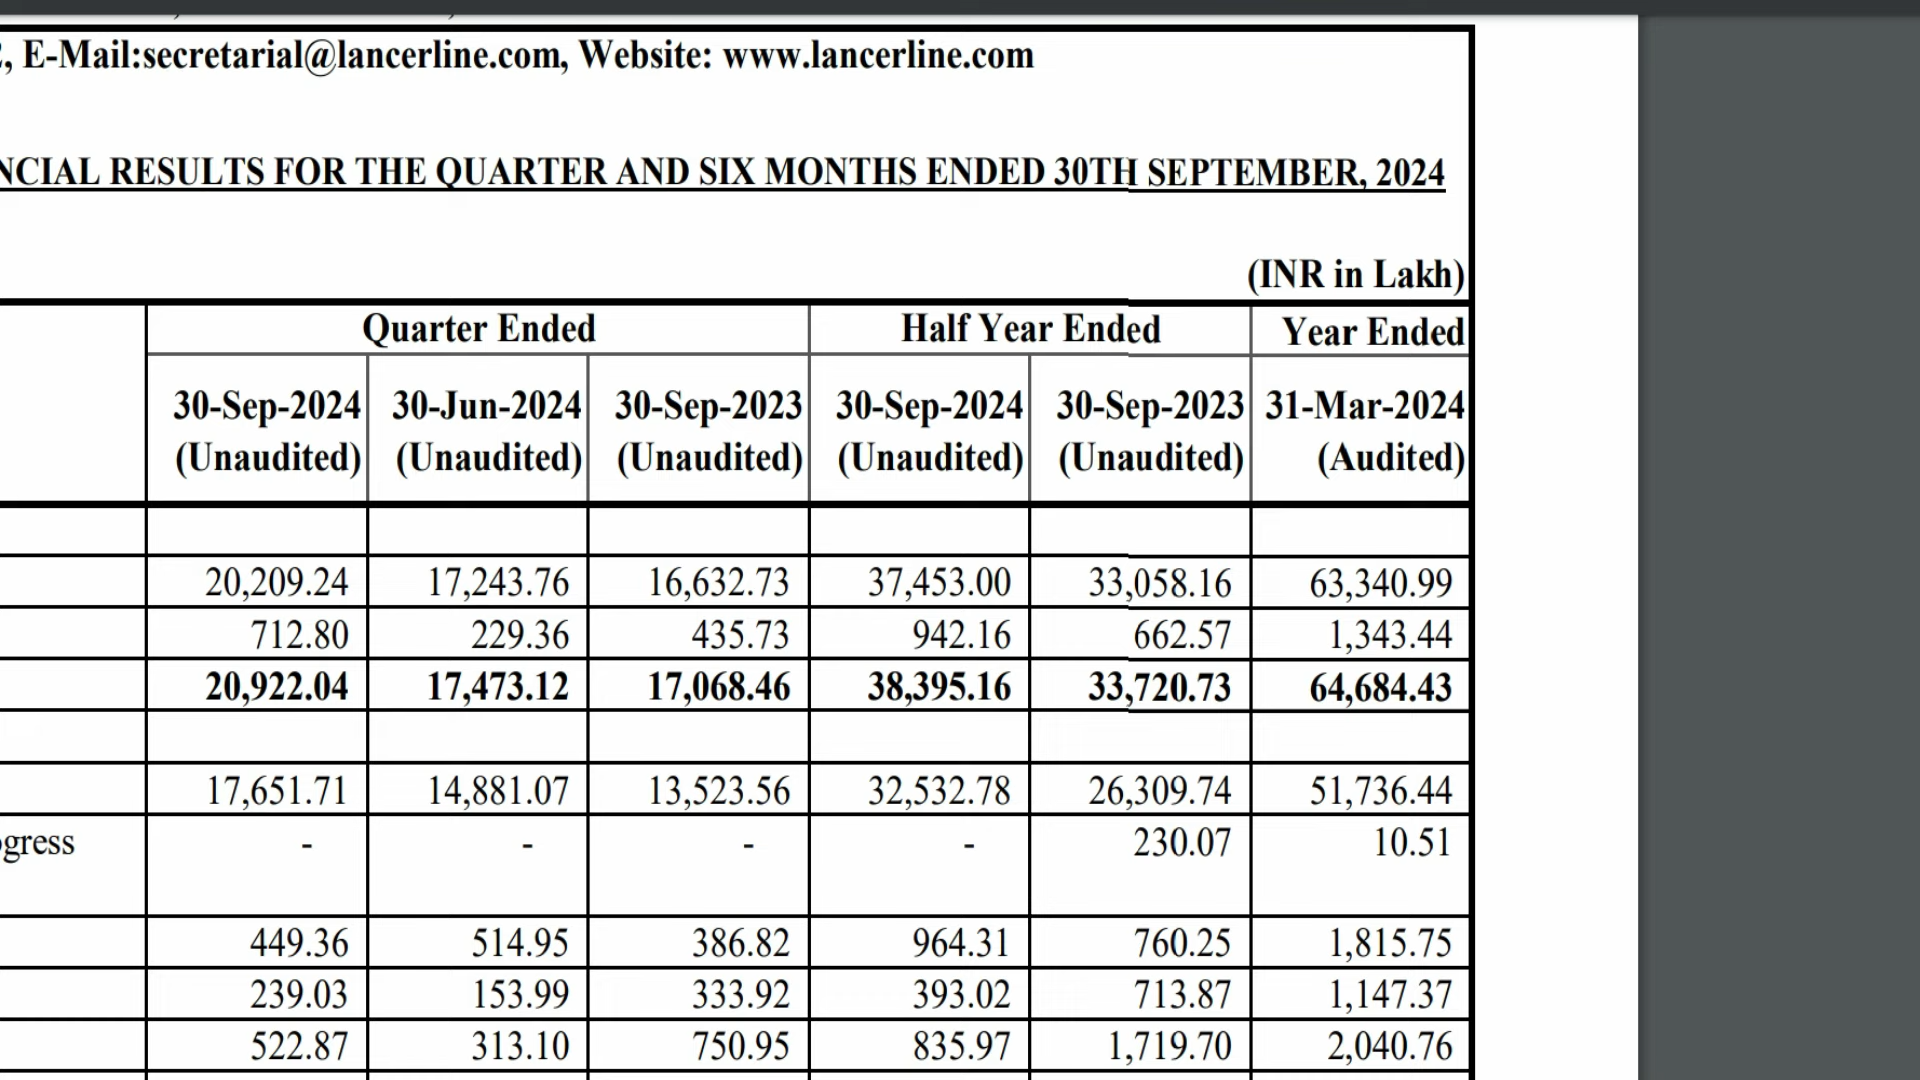 , E-Mail:secretarial@lancerline.com, Website: www.lancerline.com
NCIAL RESULTS FOR THE QUARTER AND SIX MONTHS ENDED 30TH SEPTEMBER, 2024
(INR in Lakh)
Quarter Ended Half Year Ended Year Ended
30-Sep-2024 30-Jun-2024 30-Sep-2023 30-Sep-2024 30-Sep-2023 31-Mar-2024
(Unaudited) (Unaudited) (Unaudited) (Unaudited) (Unaudited) (Audited)
20,209.24 17,243.76 16,632.73 37,453.00 33,058.16 63,340.99
712.80 229.36 435.73 942.16 662.57 1,343.44
20,922.04 17,473.12 17,068.46 38,395.16 33,720.73 64,684.43
17,651.71 14,881.07 13,523.56 32,532.78 26,309.74 51,736.44
gress - - - - 230.07 10.51
449.36 514.95 386.82 964.31 760.25 1,815.75
239.03 153.99 333.92 393.02 713.87 1,147.37
522.87 313.10 750.95 835.97 1,719.70 2,040.76